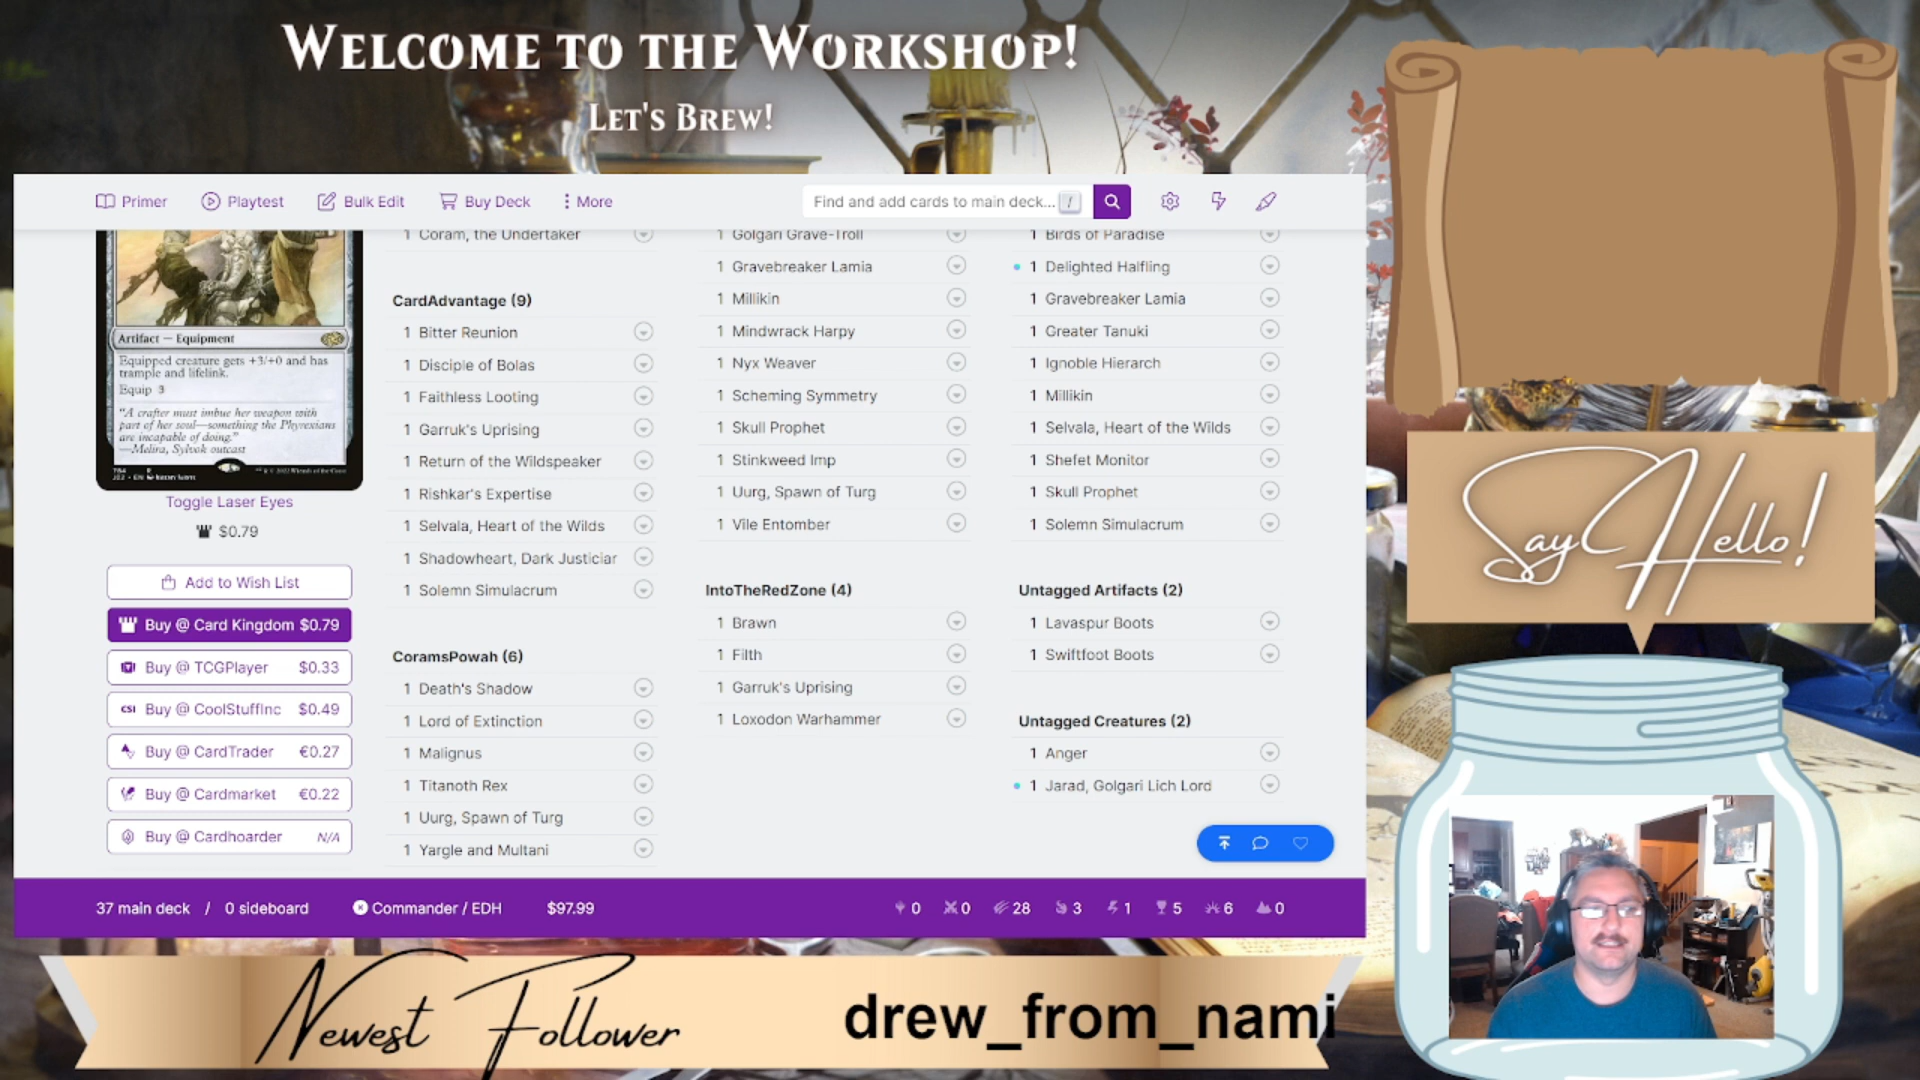 Welcome to the Workshop!
Let's Brew!
Primer
Playtest
Bulk Edit
Buy Deck
More
Find and add cards to main deck...
/
Artifact — Equipment
Equipped creature gets +3/+0 and has
trample and lifelink.
Equip 3
"A crafter must imbue her weapon with
part of her soul—something the Phyrexians
are incapable of doing."
—Melira, Sylvok outcast
Toggle Laser Eyes
$0.79
Add to Wish List
Buy @ Card Kingdom $0.79
Buy @ TCGPlayer $0.33
CSI Buy @ CoolStuffInc $0.49
Buy @ CardTrader €0.27
Buy @ Cardmarket €0.22
Buy @ Cardhoarder N/A
1 Coram, the Undertaker
CardAdvantage (9)
1 Bitter Reunion
1 Disciple of Bolas
1 Faithless Looting
1 Garruk's Uprising
1 Return of the Wildspeaker
1 Rishkar's Expertise
1 Selvala, Heart of the Wilds
1 Shadowheart, Dark Justiciar
1 Solemn Simulacrum
CoramsPowah (6)
1 Death's Shadow
1 Lord of Extinction
1 Malignus
1 Titanoth Rex
1 Uurg, Spawn of Turg
1 Yargle and Multani
1 Golgari Grave-Troll
1 Gravebreaker Lamia
1 Millikin
1 Mindwrack Harpy
1 Nyx Weaver
1 Scheming Symmetry
1 Skull Prophet
1 Stinkweed Imp
1 Uurg, Spawn of Turg
1 Vile Entomber
IntoTheRedZone (4)
1 Brawn
1 Filth
1 Garruk's Uprising
1 Loxodon Warhammer
1 Birds of Paradise
1 Delighted Halfling
1 Gravebreaker Lamia
1 Greater Tanuki
1 Ignoble Hierarch
1 Millikin
1 Selvala, Heart of the Wilds
1 Shefet Monitor
1 Skull Prophet
1 Solemn Simulacrum
Untagged Artifacts (2)
1 Lavaspur Boots
1 Swiftfoot Boots
Untagged Creatures (2)
1 Anger
1 Jarad, Golgari Lich Lord
37 main deck / 0 sideboard
Commander / EDH
$97.99
0 0 28 3 1 5 6 0
Say Hello!
Newest Follower
drew_from_nami